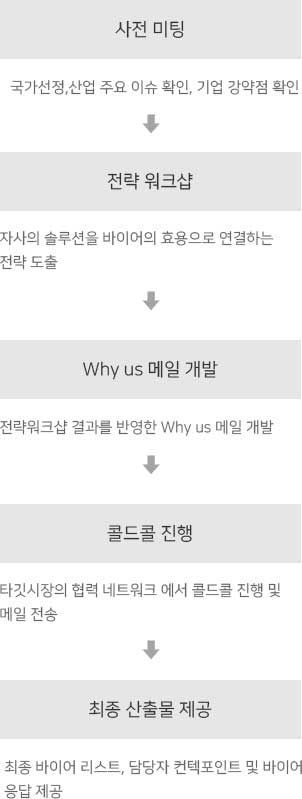 사전 미팅
국가선정,산업 주요 이슈 확인, 기업 강약점 확인
전략 워크샵
자사의 솔루션을 바이어의 효용으로 연결하는
전략 도출
Why us 메일 개발
전략워크샵 결과를 반영한 Why us 메일 개발
콜드콜 진행
타깃시장의 협력 네트워크 에서 콜드콜 진행 및
메일 전송
최종 산출물 제공
최종 바이어 리스트, 담당자 컨텍포인트 및 바이어
응답 제공